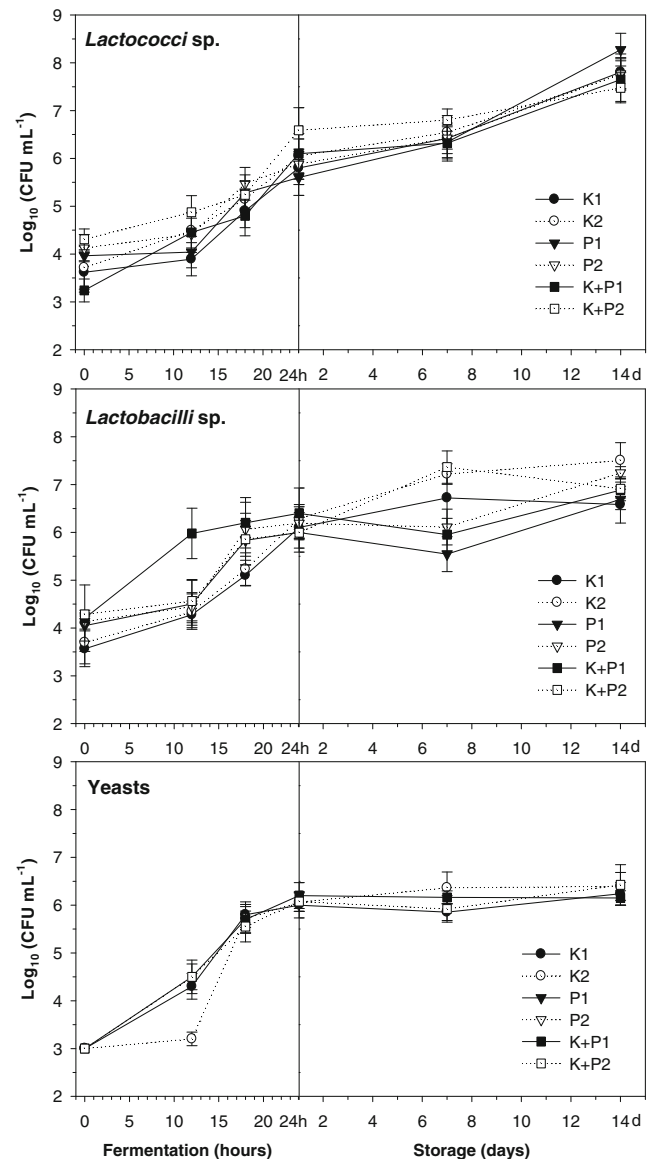 Lactococci sp.
Log₁₀ (CFU mL⁻¹)
9
8
7
6
5
4
3
2
K1
K2
P1
P2
K+P1
K+P2
0 5 10 15 20 24h 2 4 6 8 10 12 14 d
Lactobacilli sp.
Log₁₀ (CFU mL⁻¹)
9
8
7
6
5
4
3
2
K1
K2
P1
P2
K+P1
K+P2
0 5 10 15 20 24h 2 4 6 8 10 12 14 d
Yeasts
Log₁₀ (CFU mL⁻¹)
9
8
7
6
5
4
3
2
K1
K2
P1
P2
K+P1
K+P2
0 5 10 15 20 24h 2 4 6 8 10 12 14 d
Fermentation (hours) Storage (days)